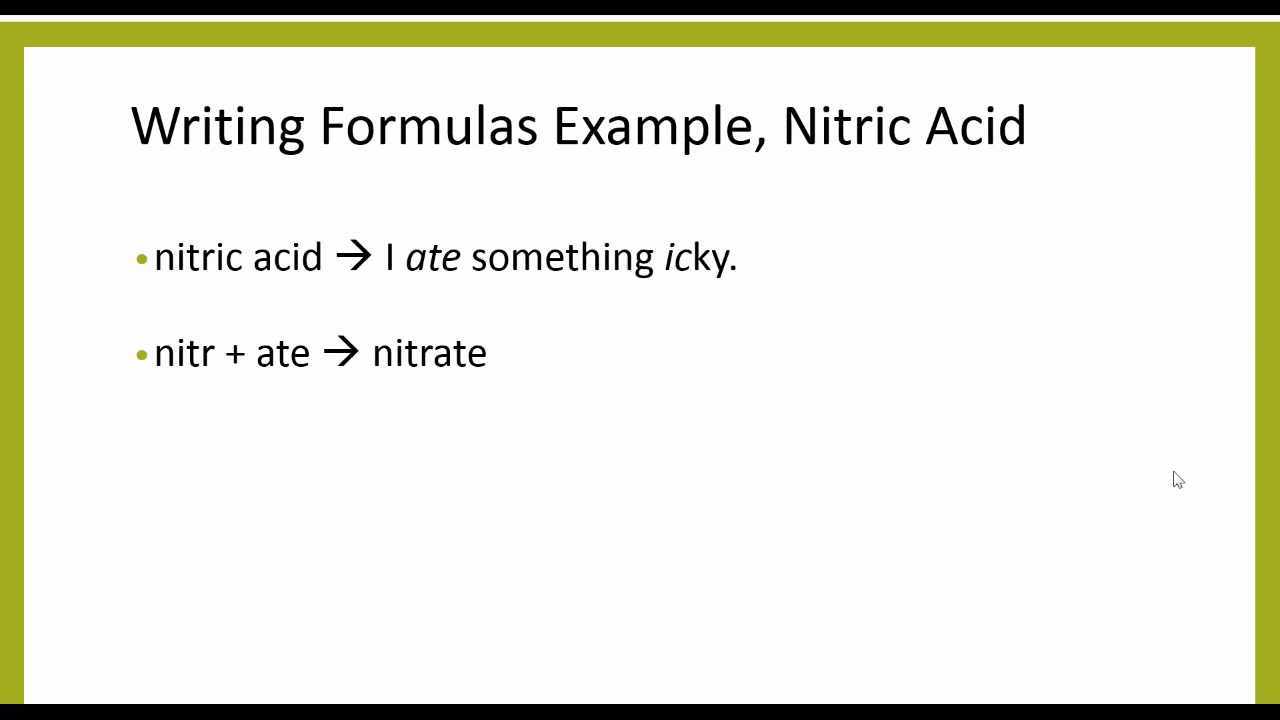 Writing Formulas Example, Nitric Acid
•nitric acid → I ate something icky.
•nitr + ate → nitrate